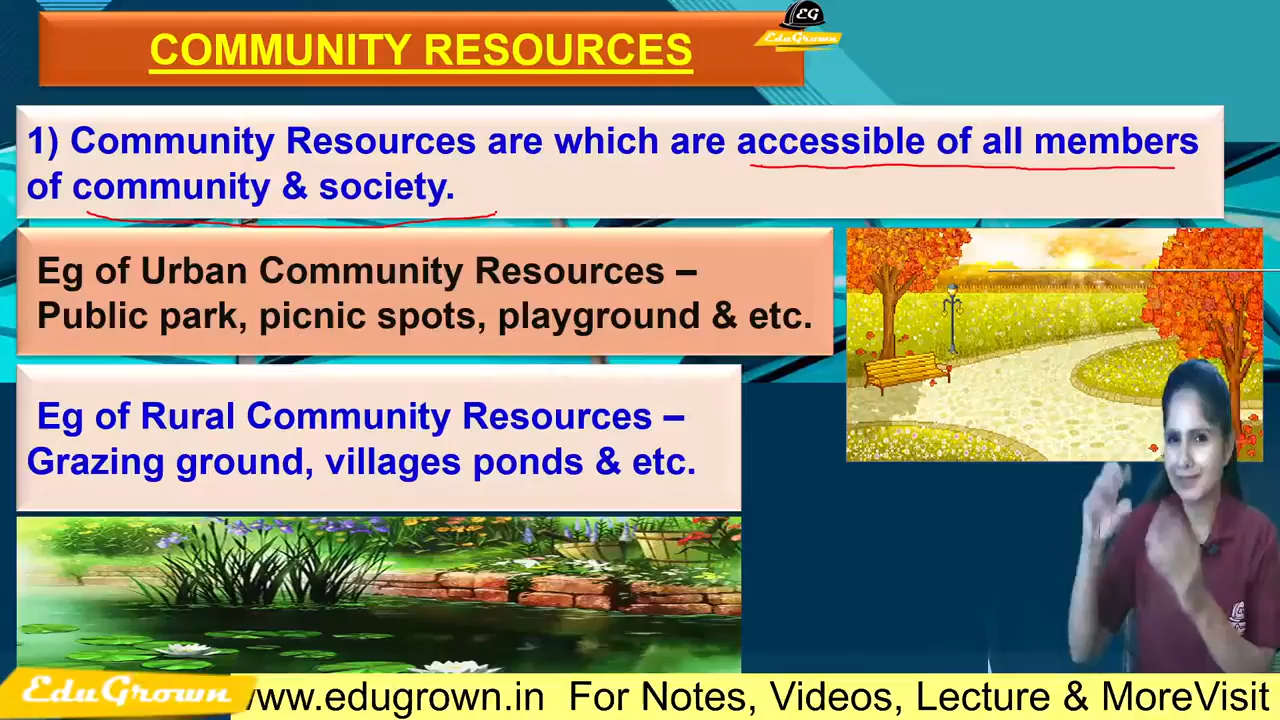 COMMUNITY RESOURCES
EG
EduGrown
1) Community Resources are which are accessible of all members
of community & society.
Eg of Urban Community Resources –
Public park, picnic spots, playground & etc.
Eg of Rural Community Resources –
Grazing ground, villages ponds & etc.
EduGrown
www.edugrown.in For Notes, Videos, Lecture & MoreVisit